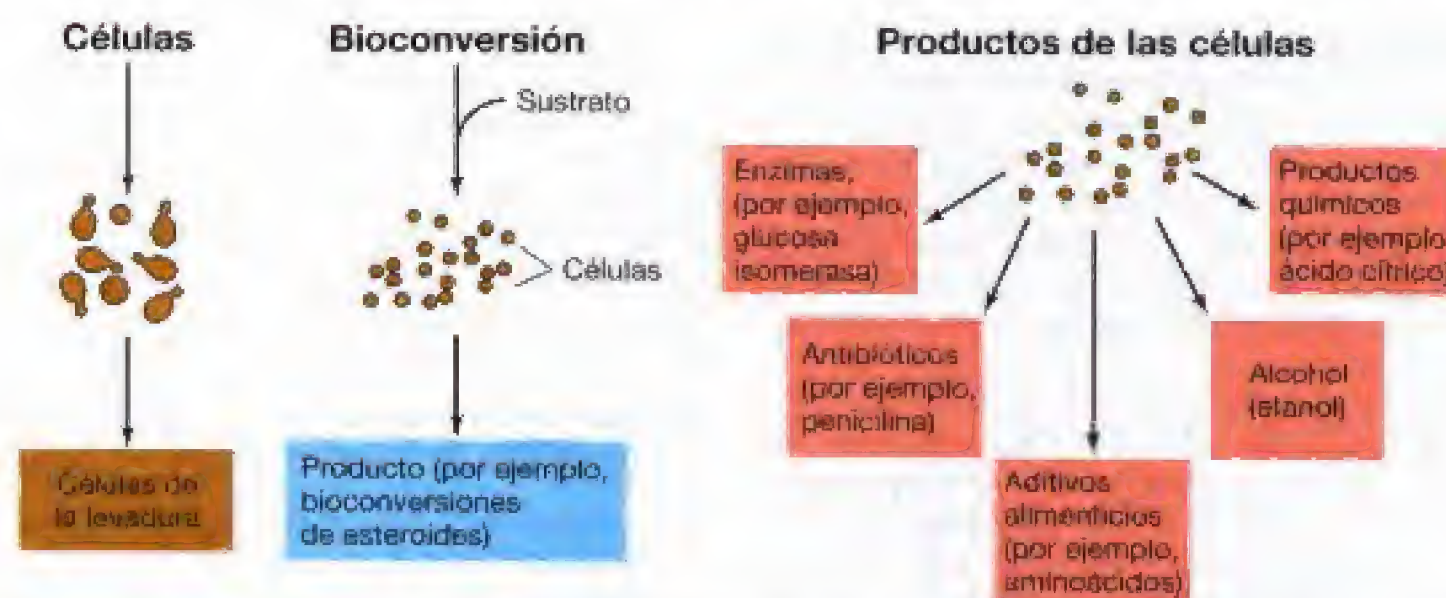 Células
Células de
la levadura
Bioconversión
Sustrato
Células
Producto (por ejemplo,
bioconversiones
de esteroides)
Productos de las células
Enzimas,
(por ejemplo,
glucosa
isomerasa)
Antibióticos
(por ejemplo,
penicilina)
Aditivos
alimenticios
(por ejemplo,
aminoácidos)
Alcohol
(etanol)
Productos
químicos
(por ejemplo,
ácido cítrico)